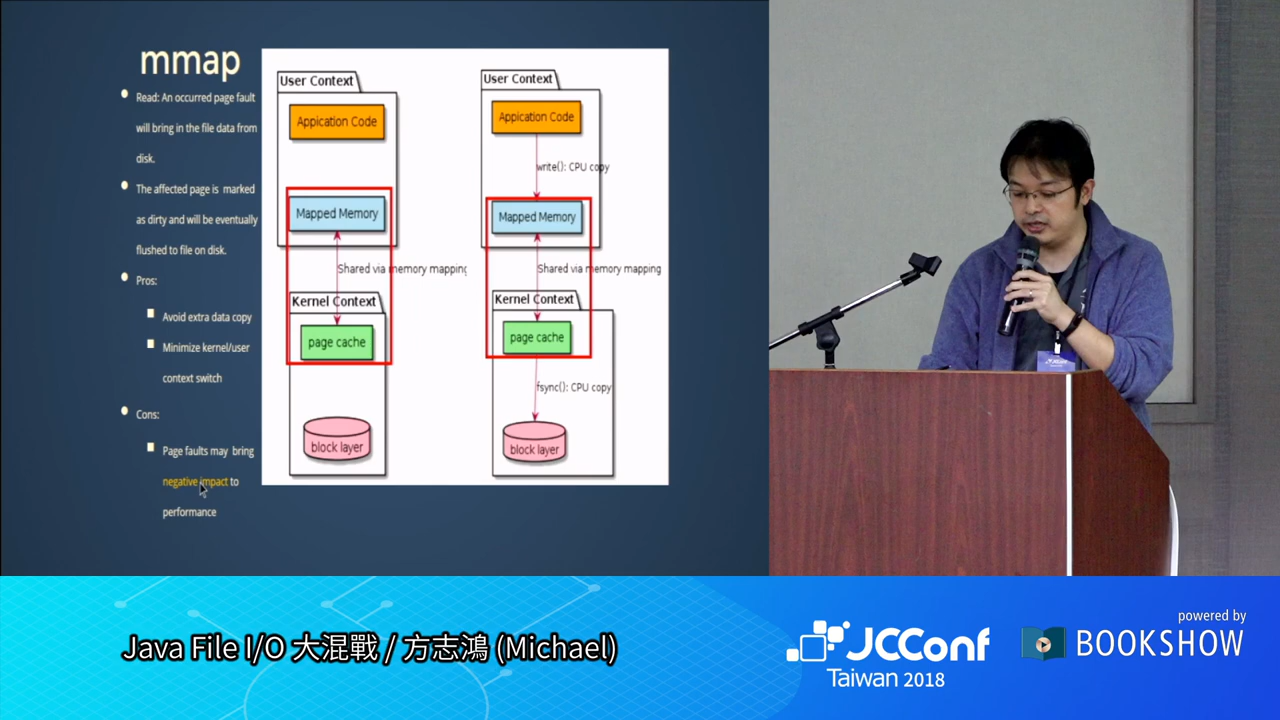 mmap
Read: An occurred page fault
will bring in the file data from
disk.
The affected page is marked
as dirty and will be eventually
flushed to file on disk.
Pros:
Avoid extra data copy
Minimize kernel/user
context switch
Cons:
Page faults may bring
negative impact to
performance
User Context
Appication Code
Mapped Memory
Shared via memory mapping
Kernel Context
page cache
block layer
User Context
Appication Code
write(): CPU copy
Mapped Memory
Shared via memory mapping
Kernel Context
page cache
fsync(): CPU copy
block layer
Java File I/O 大混戰 / 方志鴻 (Michael)
JCConf
Taiwan 2018
powered by
BOOKSHOW